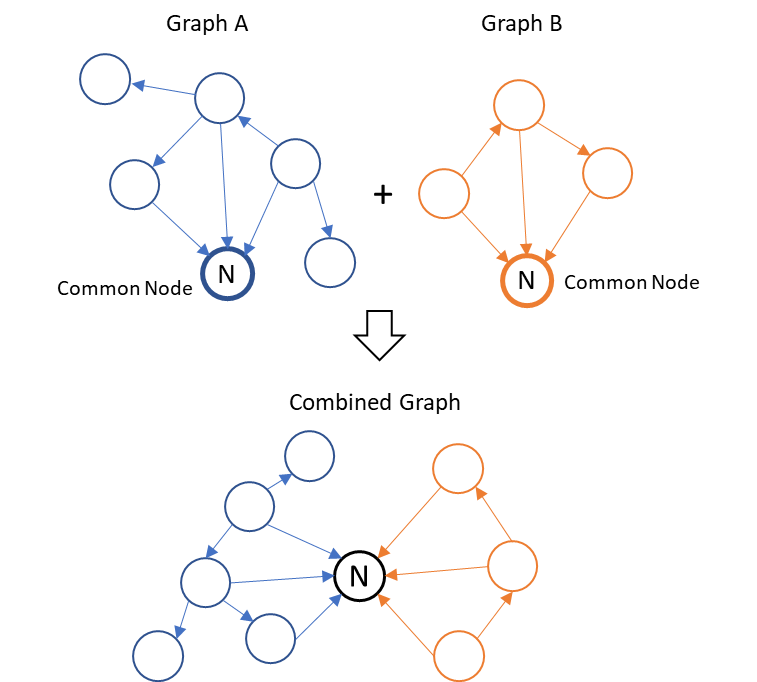 Graph A
Graph B
+
N
Common Node
N
Common Node
Combined Graph
N